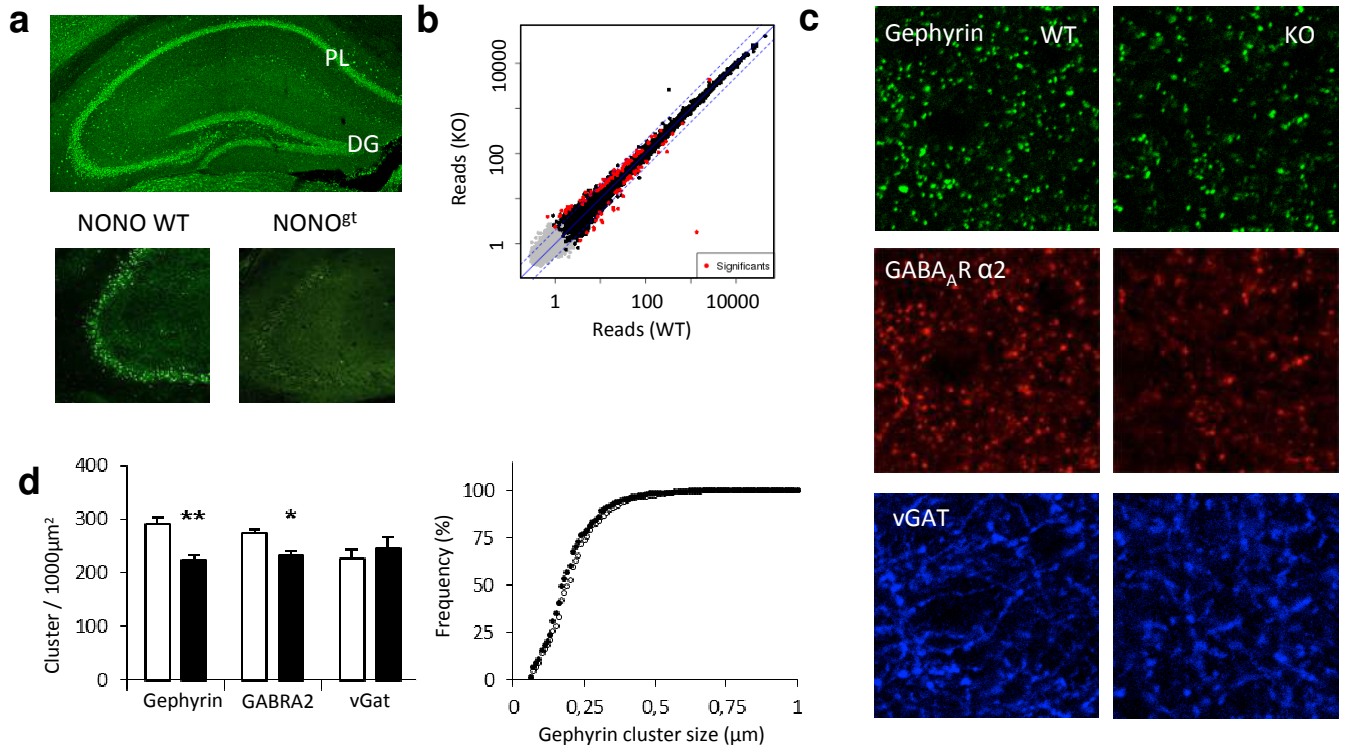 a
PL
DG
NONO WT
NONOgt
b
Reads (KO)
10000
100
1
1
100
10000
Reads (WT)
Significants
c
Gephyrin
WT
KO
GABAAR α2
vGAT
d
Cluster / 1000µm²
400
300
200
100
0
**
*
Gephyrin
GABRA2
vGat
Frequency (%)
100
75
50
25
0
0
0,25
0,5
0,75
1
Gephyrin cluster size (µm)